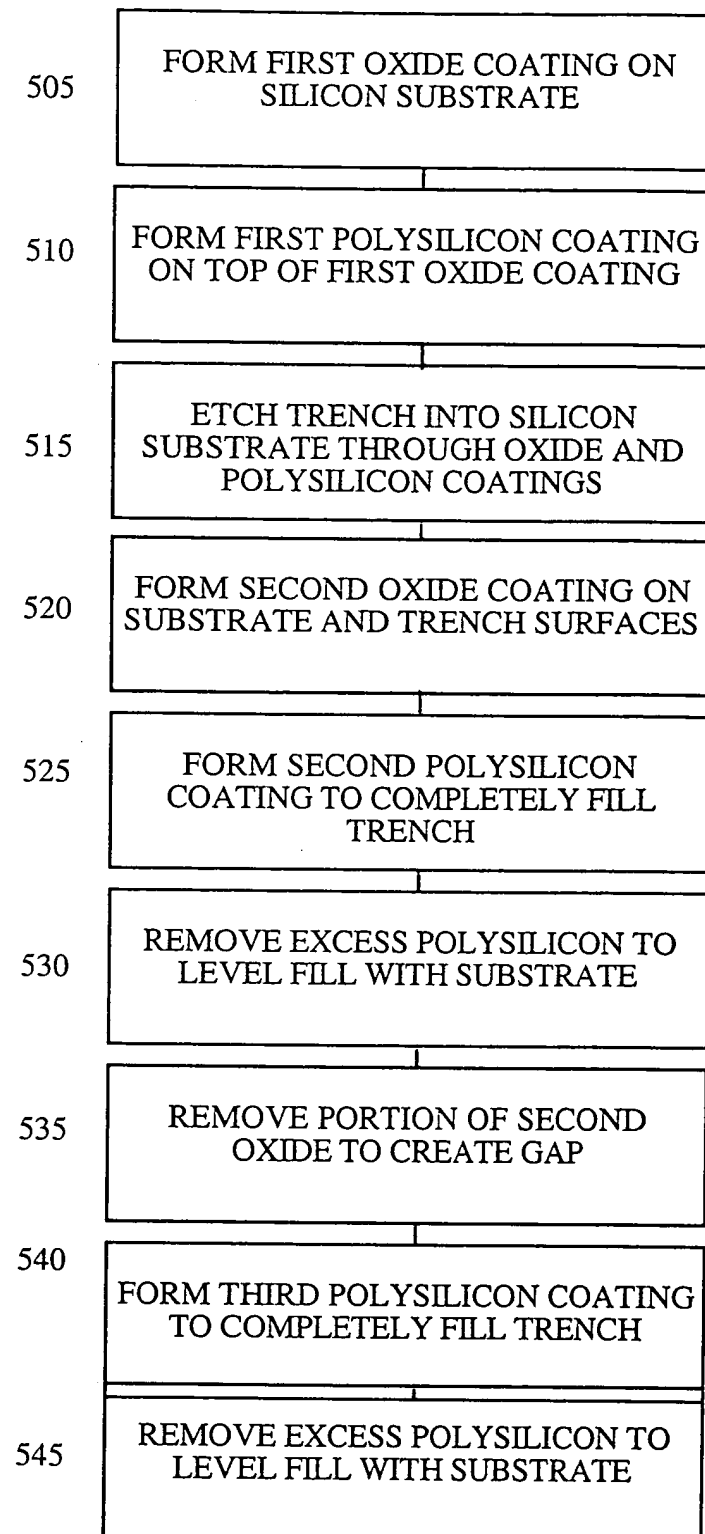 505
FORM FIRST OXIDE COATING ON
SILICON SUBSTRATE
510
FORM FIRST POLYSILICON COATING
ON TOP OF FIRST OXIDE COATING
515
ETCH TRENCH INTO SILICON
SUBSTRATE THROUGH OXIDE AND
POLYSILICON COATINGS
520
FORM SECOND OXIDE COATING ON
SUBSTRATE AND TRENCH SURFACES
525
FORM SECOND POLYSILICON
COATING TO COMPLETELY FILL
TRENCH
530
REMOVE EXCESS POLYSILICON TO
LEVEL FILL WITH SUBSTRATE
535
REMOVE PORTION OF SECOND
OXIDE TO CREATE GAP
540
FORM THIRD POLYSILICON COATING
TO COMPLETELY FILL TRENCH
545
REMOVE EXCESS POLYSILICON TO
LEVEL FILL WITH SUBSTRATE